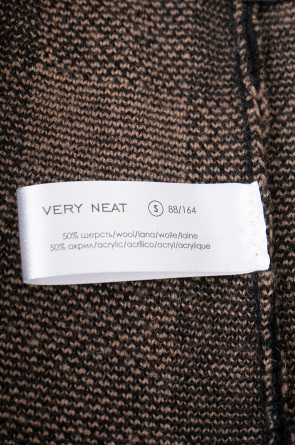 VERY NEAT S 88/164
50% шерсть/wool/lana/wolle/laine
50% акрил/acrylic/acrilico/acryl/acrylique